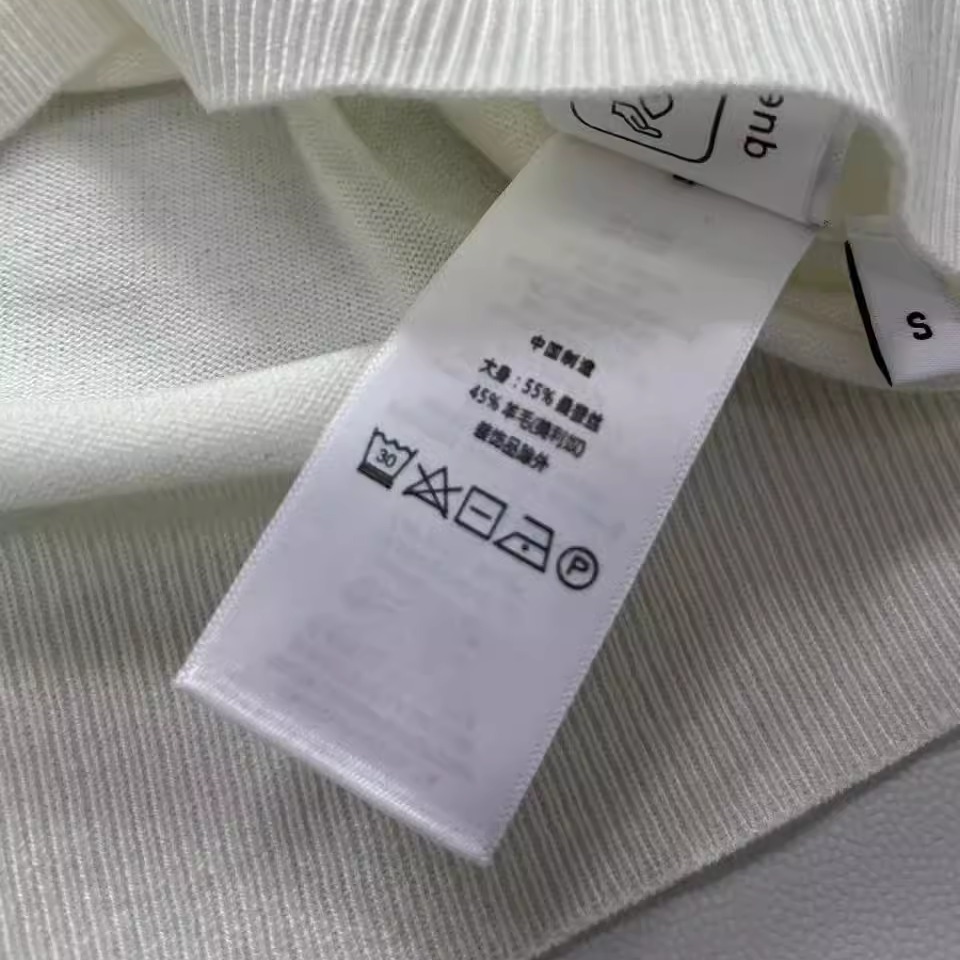 中国制造
大身：55% 桑蚕丝
45% 羊毛(美利奴)
装饰品除外
30
P
S